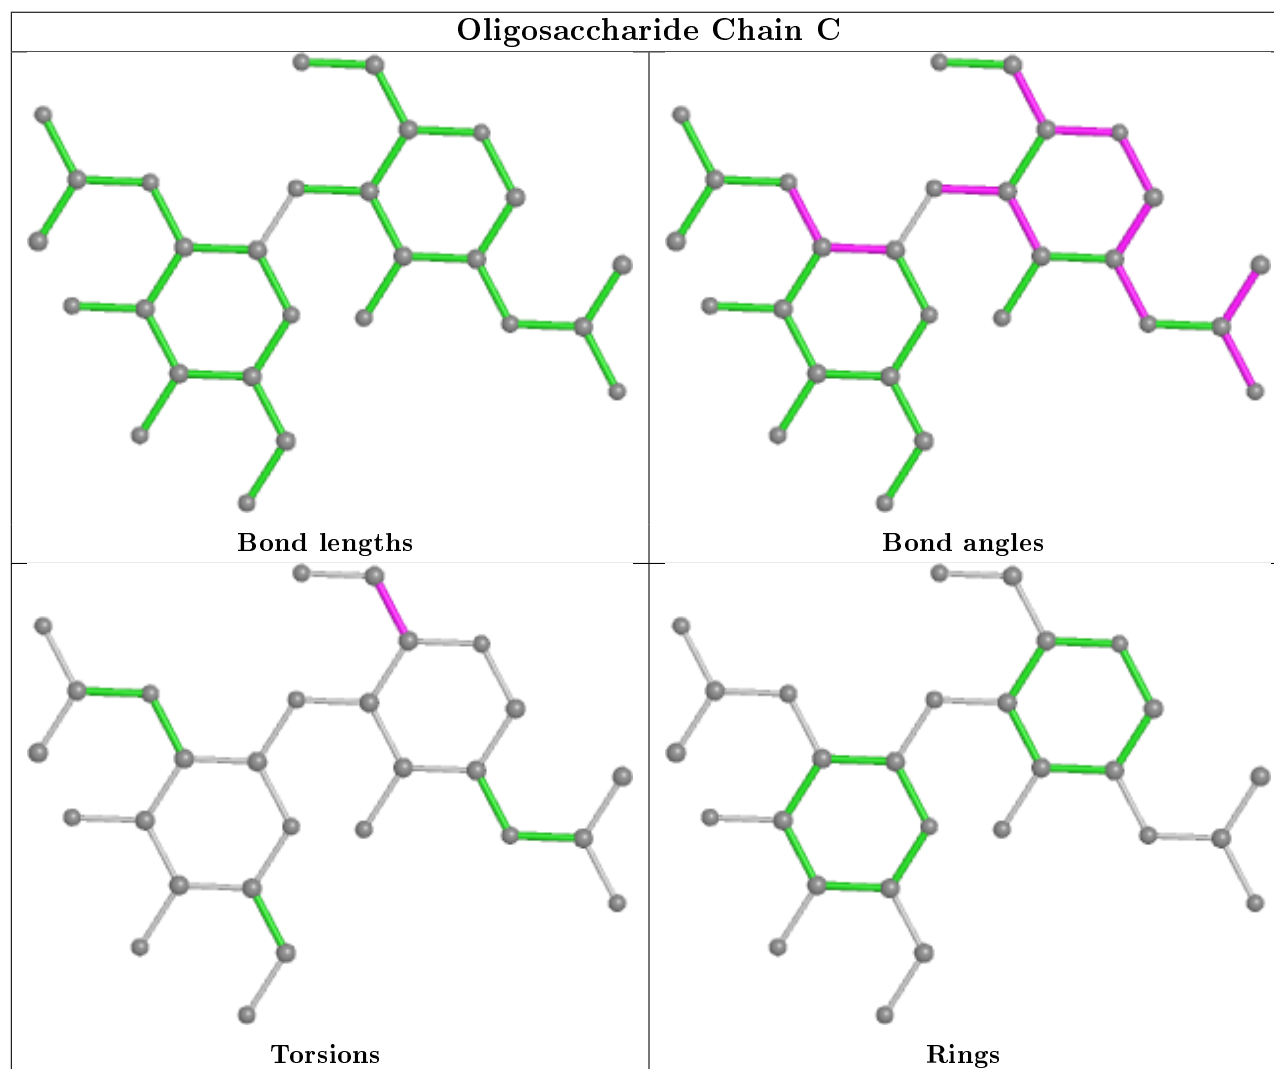 Oligosaccharide Chain C
Bond lengths
Bond angles
Torsions
Rings